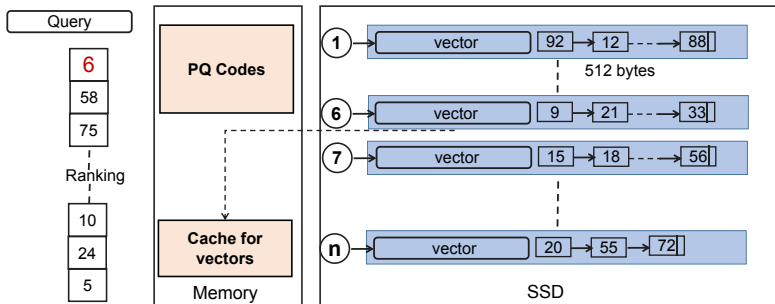 Query
6
58
75
Ranking
10
24
5
PQ Codes
Cache for
vectors
Memory
1 vector 92 12 88
512 bytes
6 vector 9 21 33
7 vector 15 18 56
n vector 20 55 72
SSD